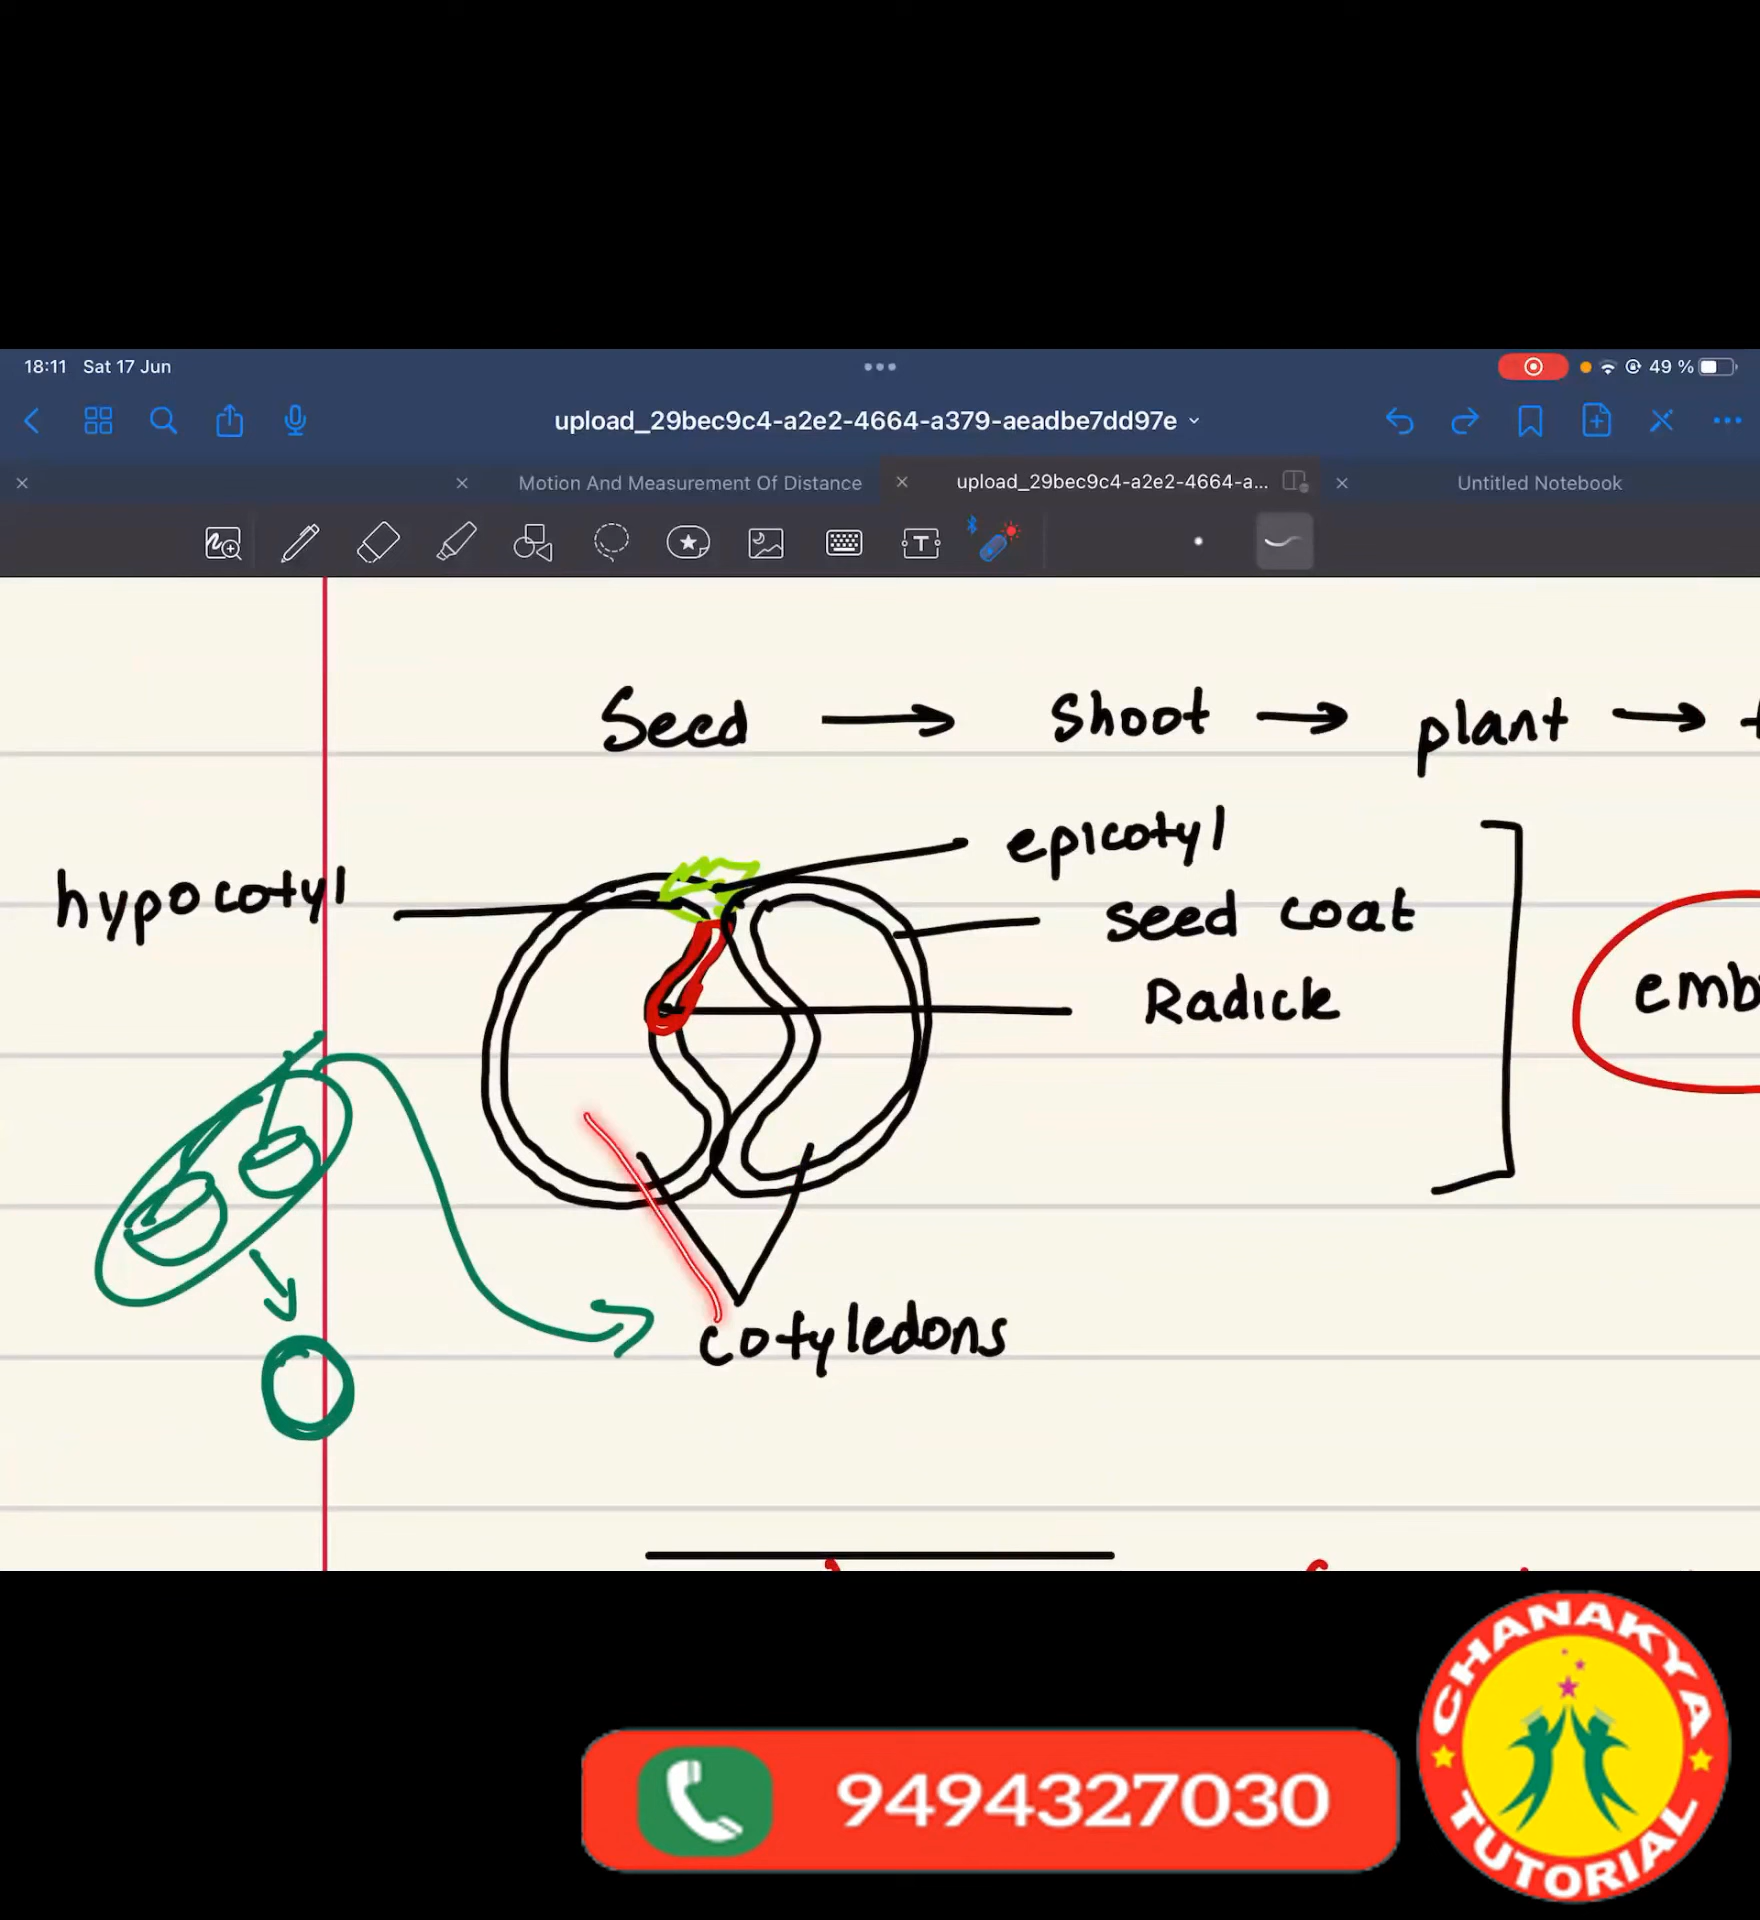 18:11 Sat 17 Jun
49 %
upload_29bec9c4-a2e2-4664-a379-aeadbe7dd97e
Motion And Measurement Of Distance
upload_29bec9c4-a2e2-4664-a...
Untitled Notebook
Seed → Shoot → plant →
epicotyl
hypocotyl
seed coat
Radicle
emb
cotyledons
9494327030
CHANAKYA
TUTORIAL